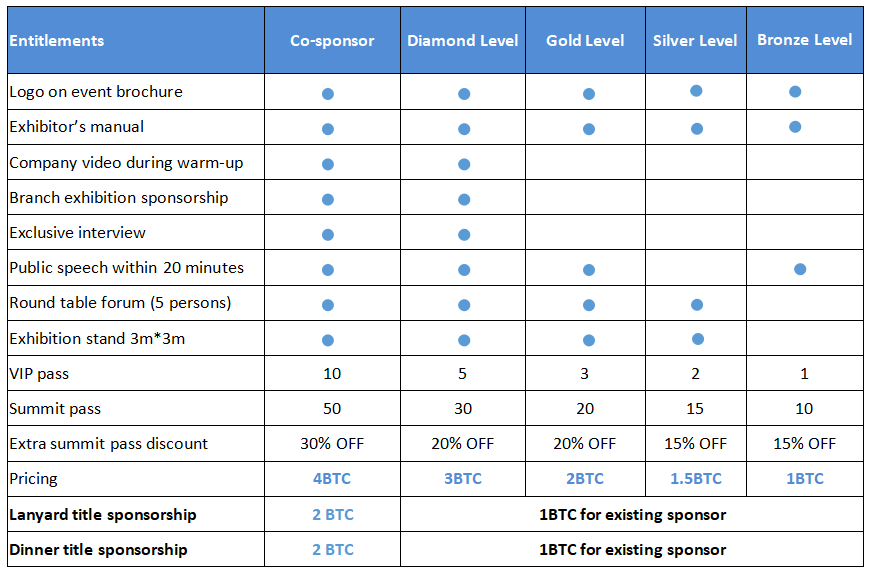 Entitlements Co-sponsor Diamond Level Gold Level Silver Level Bronze Level
Logo on event brochure ● ● ● ● ●
Exhibitor’s manual ● ● ● ● ●
Company video during warm-up ● ●
Branch exhibition sponsorship ● ●
Exclusive interview ● ●
Public speech within 20 minutes ● ● ● ●
Round table forum (5 persons) ● ● ● ●
Exhibition stand 3m*3m ● ● ● ●
VIP pass 10 5 3 2 1
Summit pass 50 30 20 15 10
Extra summit pass discount 30% OFF 20% OFF 20% OFF 15% OFF 15% OFF
Pricing 4BTC 3BTC 2BTC 1.5BTC 1BTC
Lanyard title sponsorship 2 BTC 1BTC for existing sponsor
Dinner title sponsorship 2 BTC 1BTC for existing sponsor